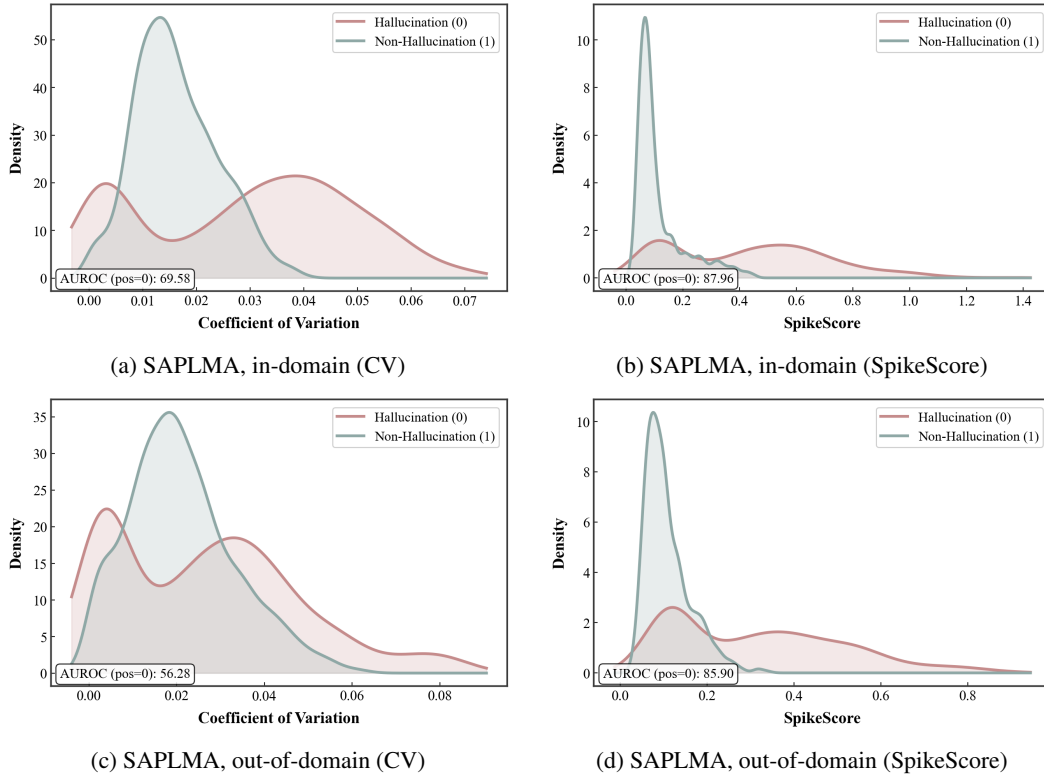 Hallucination (0)
Non-Hallucination (1)
Density
50
40
30
20
10
0
AUROC (pos=0): 69.58
0.00 0.01 0.02 0.03 0.04 0.05 0.06 0.07
Coefficient of Variation
(a) SAPLMA, in-domain (CV)
Hallucination (0)
Non-Hallucination (1)
Density
10
8
6
4
2
0
AUROC (pos=0): 87.96
0.0 0.2 0.4 0.6 0.8 1.0 1.2 1.4
SpikeScore
(b) SAPLMA, in-domain (SpikeScore)
Hallucination (0)
Non-Hallucination (1)
Density
35
30
25
20
15
10
5
0
AUROC (pos=0): 56.28
0.00 0.02 0.04 0.06 0.08
Coefficient of Variation
(c) SAPLMA, out-of-domain (CV)
Hallucination (0)
Non-Hallucination (1)
Density
10
8
6
4
2
0
AUROC (pos=0): 85.90
0.0 0.2 0.4 0.6 0.8
SpikeScore
(d) SAPLMA, out-of-domain (SpikeScore)